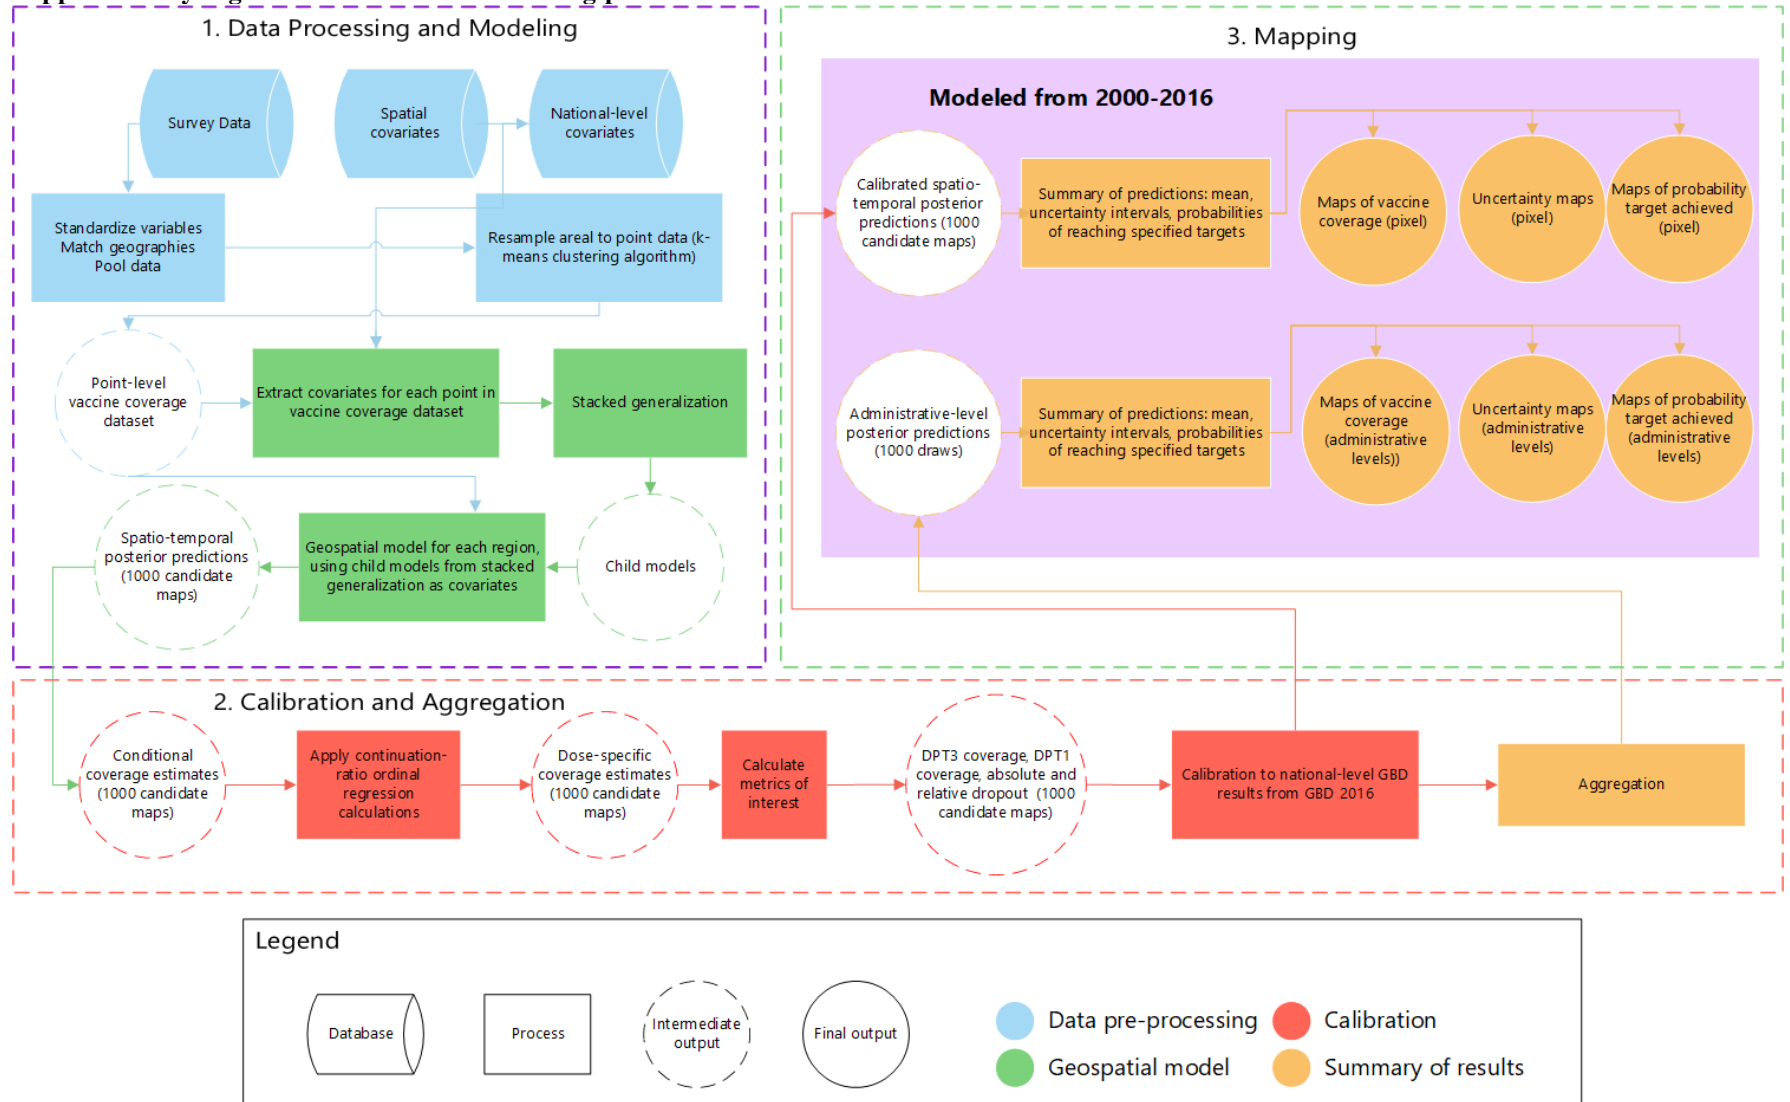 1. Data Processing and Modeling
Survey Data
Spatial
covariates
National-level
covariates
Standardize variables
Match geographies
Pool data
Resample areal to point data (k-
means clustering algorithm)
Point-level
vaccine coverage
dataset
Extract covariates for each point in
vaccine coverage dataset
Stacked generalization
Spatio-temporal
posterior predictions
(1000 candidate
maps)
Geospatial model for each region,
using child models from stacked
generalization as covariates
Child models
3. Mapping
Modeled from 2000-2016
Calibrated spatio-
temporal posterior
predictions (1000
candidate maps)
Summary of predictions: mean,
uncertainty intervals, probabilities
of reaching specified targets
Maps of vaccine
coverage (pixel)
Uncertainty maps
(pixel)
Maps of probability
target achieved
(pixel)
Administrative-level
posterior predictions
(1000 draws)
Summary of predictions: mean,
uncertainty intervals, probabilities
of reaching specified targets
Maps of vaccine
coverage
(administrative
levels))
Uncertainty maps
(administrative
levels)
Maps of probability
target achieved
(administrative
levels)
2. Calibration and Aggregation
Conditional
coverage estimates
(1000 candidate
maps)
Apply continuation-
ratio ordinal
regression
calculations
Dose-specific
coverage estimates
(1000 candidate
maps)
Calculate
metrics of
interest
DPT3 coverage, DPT1
coverage, absolute and
relative dropout (1000
candidate maps)
Calibration to national-level GBD
results from GBD 2016
Aggregation
Legend
Database
Process
Intermediate
output
Final output
Data pre-processing
Calibration
Geospatial model
Summary of results